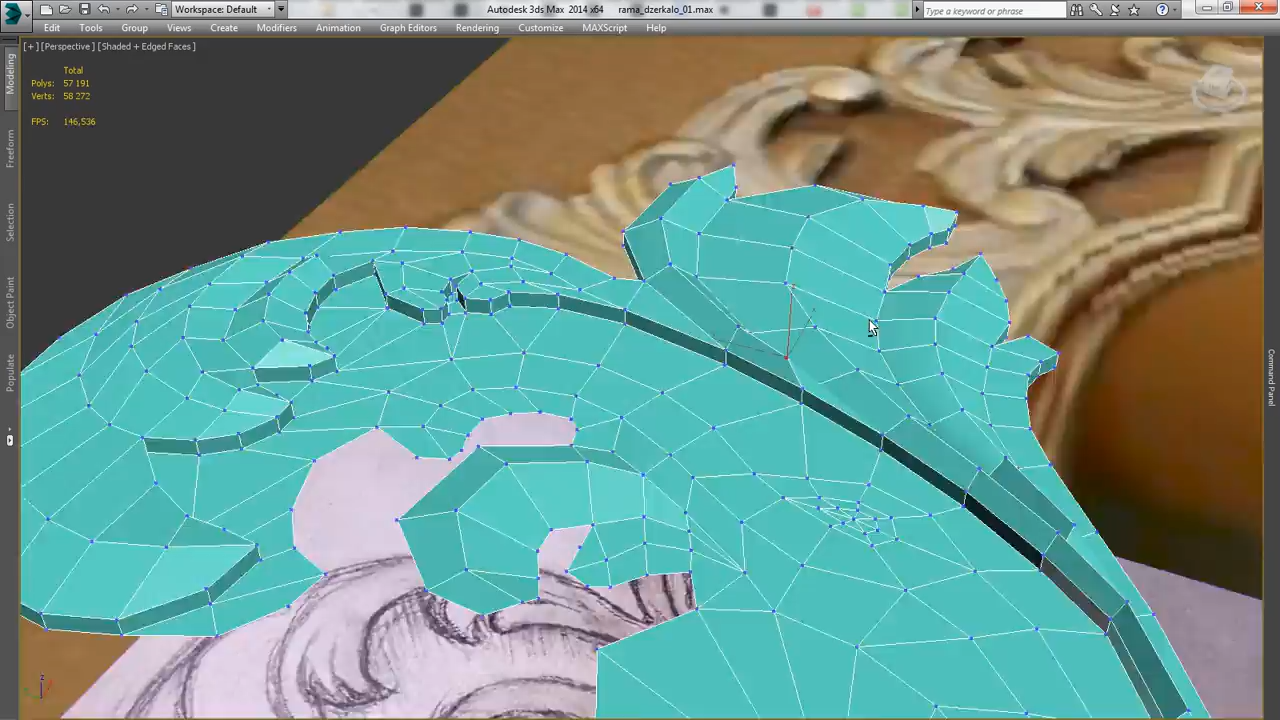 Workspace: Default
Autodesk 3ds Max 2014 x64 rama_dzerkalo_01.max
Type a keyword or phrase
Edit Tools Group Views Create Modifiers Animation Graph Editors Rendering Customize MAXScript Help
[+] [Perspective] [Shaded + Edged Faces]
Total
Polys: 57 191
Verts: 58 272
FPS: 146,536
Modeling
Freeform
Selection
Object Paint
Populate
Command Panel
z